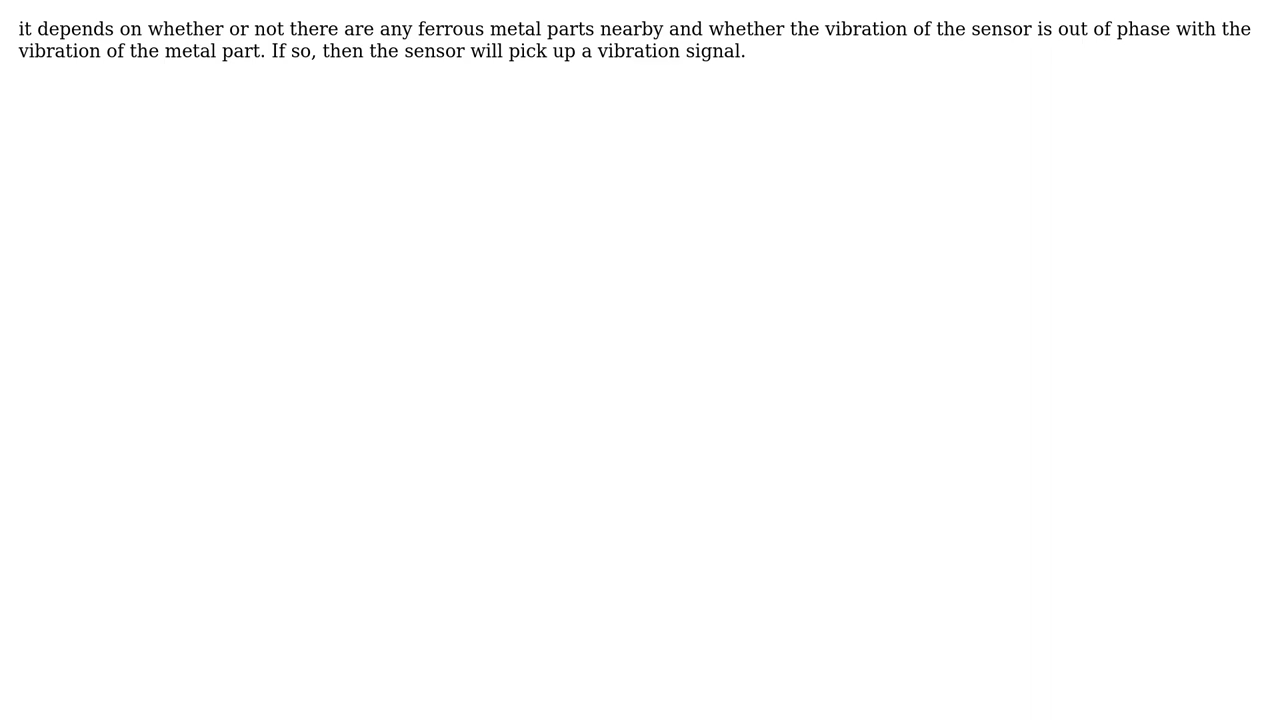 it depends on whether or not there are any ferrous metal parts nearby and whether the vibration of the sensor is out of phase with the
vibration of the metal part. If so, then the sensor will pick up a vibration signal.